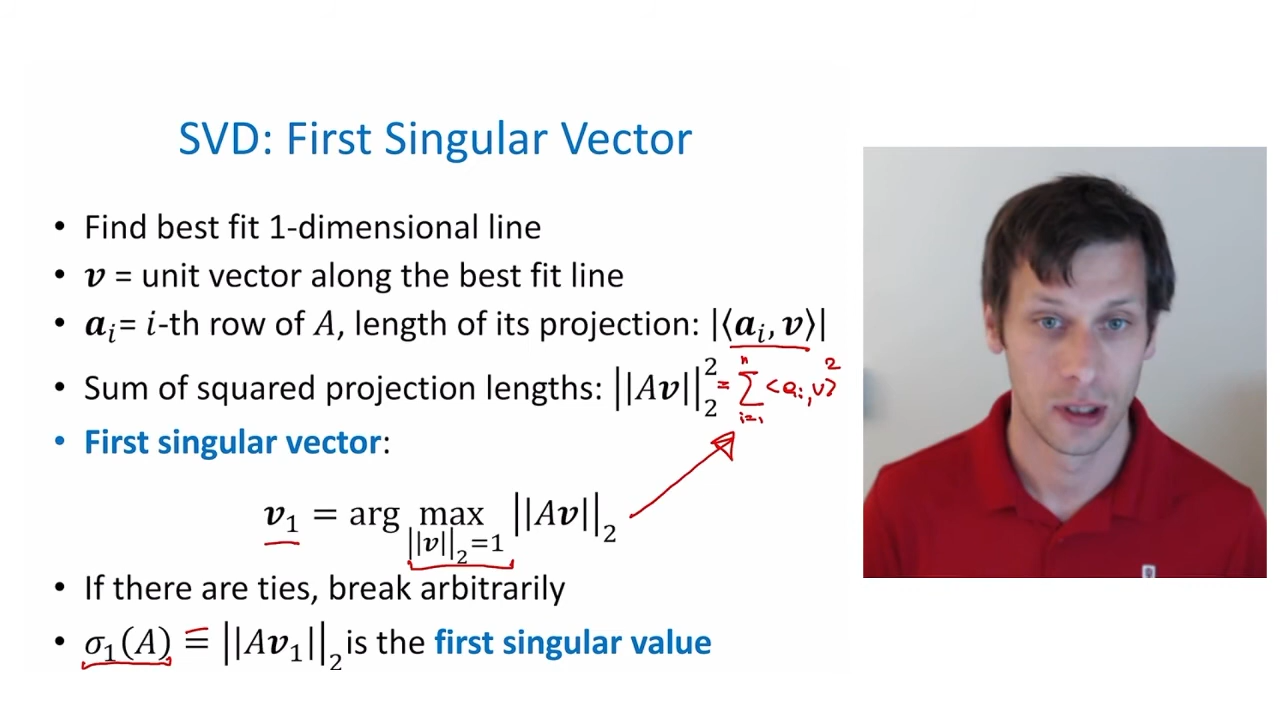 SVD: First Singular Vector
• Find best fit 1-dimensional line
• 𝒗 = unit vector along the best fit line
• 𝒂ᵢ= 𝑖-th row of 𝐴, length of its projection: |⟨𝒂ᵢ, 𝒗⟩|
• Sum of squared projection lengths: ||𝐴𝒗||₂² = ∑ᵢ₌₁ⁿ <aᵢ, v>²
• First singular vector:
𝒗₁ = arg max_{||𝒗||₂=1} ||𝐴𝒗||₂
• If there are ties, break arbitrarily
• 𝜎₁(𝐴) ≡ ||𝐴𝒗₁||₂ is the first singular value